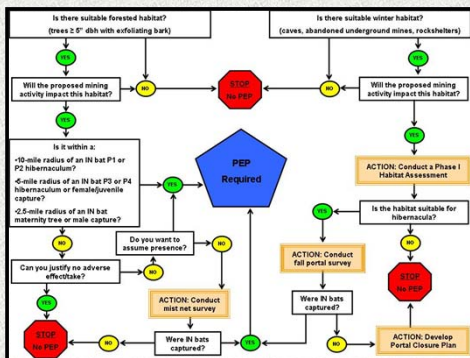 Is there suitable forested habitat?
(trees ≥ 5" dbh with exfoliating bark)
Is there suitable winter habitat?
(caves, abandoned underground mines, rockshelters)
YES
NO
STOP
No PEP
NO
YES
Will the proposed mining
activity impact this habitat?
Will the proposed mining
activity impact this habitat?
YES
YES
Is it within a:
•10-mile radius of an IN bat P1 or
P2 hibernaculum?
•5-mile radius of an IN bat P3 or P4
hibernaculum or female/juvenile
capture?
•2.5-mile radius of an IN bat
maternity tree or male capture?
YES
PEP
Required
ACTION: Conduct a Phase I
Habitat Assessment
Is the habitat suitable for
hibernacula?
YES
NO
NO
Do you want to
assume presence?
NO
ACTION: Conduct
fall portal survey
Can you justify no adverse
effect/take?
NO
STOP
No PEP
YES
ACTION: Conduct
mist net survey
Were IN bats
captured?
STOP
No PEP
NO
Were IN bats
captured?
YES
NO
ACTION: Develop
Portal Closure Plan